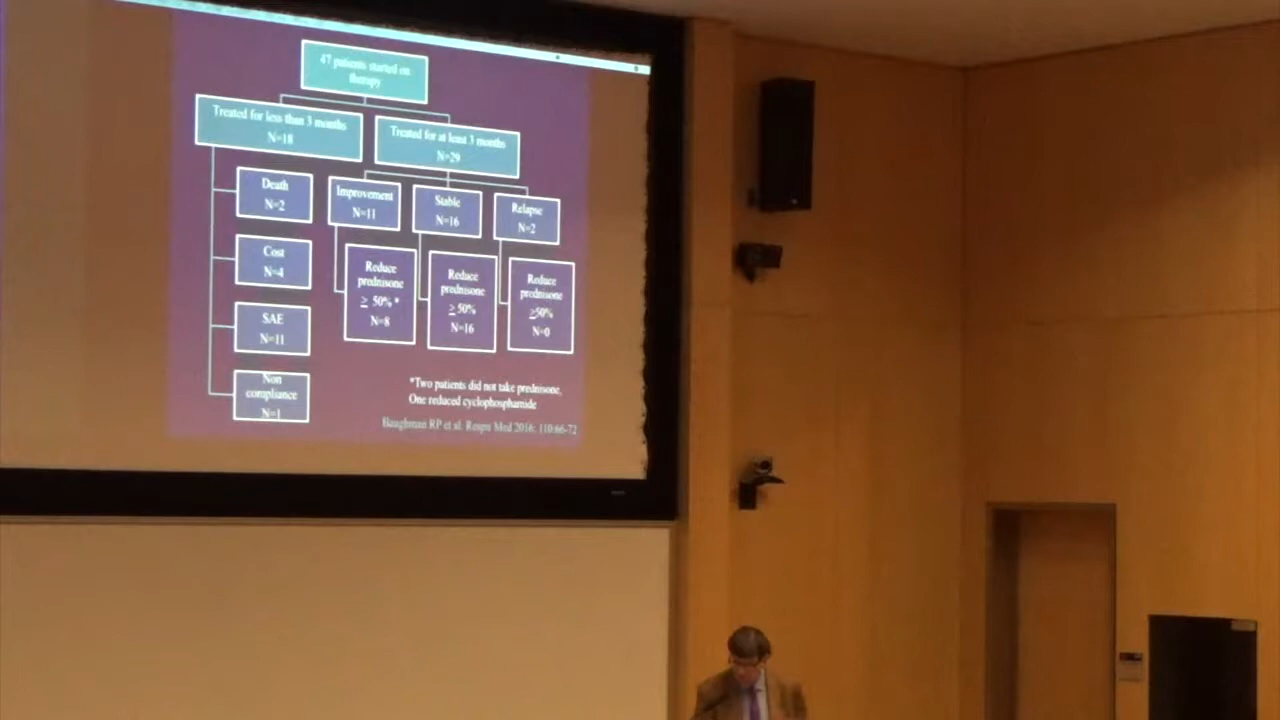 47 patients started on
therapy
Treated for less than 3 months
N=18
Treated for at least 3 months
N=29
Death
N=2
Improvement
N=11
Stable
N=16
Relapse
N=2
Cost
N=4
Reduce
prednisone
≥ 50% *
N=8
Reduce
prednisone
≥ 50%
N=16
Reduce
prednisone
≥50%
N=0
SAE
N=11
Non
compliance
N=1
*Two patients did not take prednisone,
One reduced cyclophosphamide
Baughman RP et al. Respir Med 2016; 110:66-72